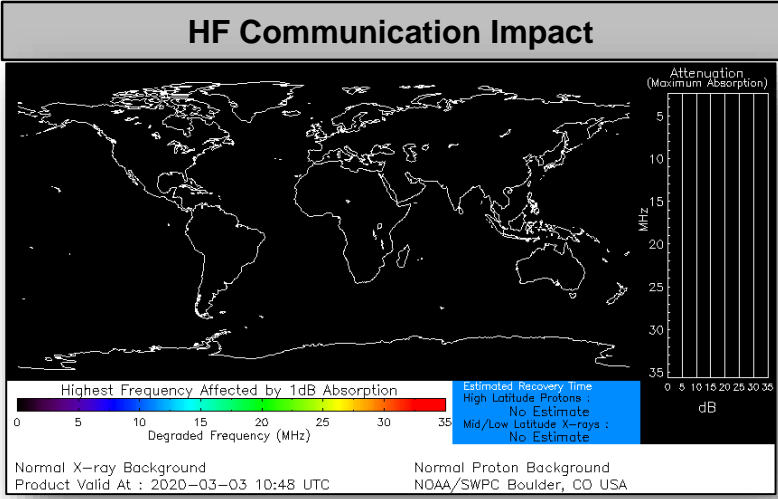 HF Communication Impact
Attenuation
(Maximum Absorption)
5
10
15
20
25
30
35
MHz
0 5 10 15 20 25 30 35
dB
Highest Frequency Affected by 1dB Absorption
0 5 10 15 20 25 30 35
Degraded Frequency (MHz)
Estimated Recovery Time
High Latitude Protons :
No Estimate
Mid/Low Latitude X-rays :
No Estimate
Normal X-ray Background
Normal Proton Background
Product Valid At : 2020-03-03 10:48 UTC
NOAA/SWPC Boulder, CO USA